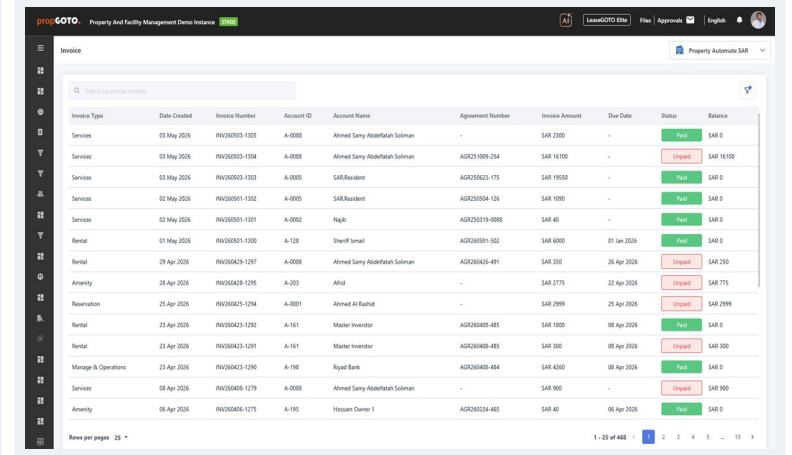 propGOTO. Property And Facility Management Demo Instance STAGE AI LeaseGOTO Elite Files Approvals English
Invoice Property Automate SAR
Search by invoice number
Invoice Type Date Created Invoice Number Account ID Account Name Agreement Number Invoice Amount Due Date Status Balance
Services 03 May 2026 INV260503-1305 A-0088 Ahmed Samy Abdelfatah Soliman - SAR 2300 - Paid SAR 0
Services 03 May 2026 INV260503-1304 A-0088 Ahmed Samy Abdelfatah Soliman AGR251009-254 SAR 16100 - Unpaid SAR 16100
Services 03 May 2026 INV260503-1303 A-0005 SAR.Resident AGR250623-175 SAR 19550 - Paid SAR 0
Services 02 May 2026 INV260501-1302 A-0005 SAR.Resident AGR250504-126 SAR 1090 - Paid SAR 0
Services 02 May 2026 INV260501-1301 A-0002 Najib AGR250319-0088 SAR 40 - Paid SAR 0
Rental 01 May 2026 INV260501-1300 A-128 Sheriff Ismail AGR260501-502 SAR 6000 01 Jan 2026 Paid SAR 0
Rental 29 Apr 2026 INV260429-1297 A-0088 Ahmed Samy Abdelfatah Soliman AGR260426-491 SAR 350 26 Apr 2026 Unpaid SAR 250
Amenity 28 Apr 2026 INV260428-1295 A-203 Afrid - SAR 2775 22 Apr 2026 Unpaid SAR 775
Reservation 25 Apr 2026 INV260425-1294 A-0001 Ahmed Al Rashid - SAR 2999 25 Apr 2026 Unpaid SAR 2999
Rental 23 Apr 2026 INV260423-1292 A-161 Master Inverstor AGR260408-485 SAR 1800 08 Apr 2026 Paid SAR 0
Rental 23 Apr 2026 INV260423-1291 A-161 Master Inverstor AGR260408-485 SAR 300 08 Apr 2026 Unpaid SAR 300
Manage & Operations 23 Apr 2026 INV260423-1290 A-198 Riyad Bank AGR260408-484 SAR 4260 08 Apr 2026 Paid SAR 0
Services 08 Apr 2026 INV260408-1279 A-0088 Ahmed Samy Abdelfatah Soliman - SAR 900 - Unpaid SAR 900
Amenity 06 Apr 2026 INV260406-1275 A-195 Hossam Owner 1 AGR260224-465 SAR 40 06 Apr 2026 Paid SAR 0
Rows per pages 25 1 - 25 of 468 1 2 3 4 5 ... 19